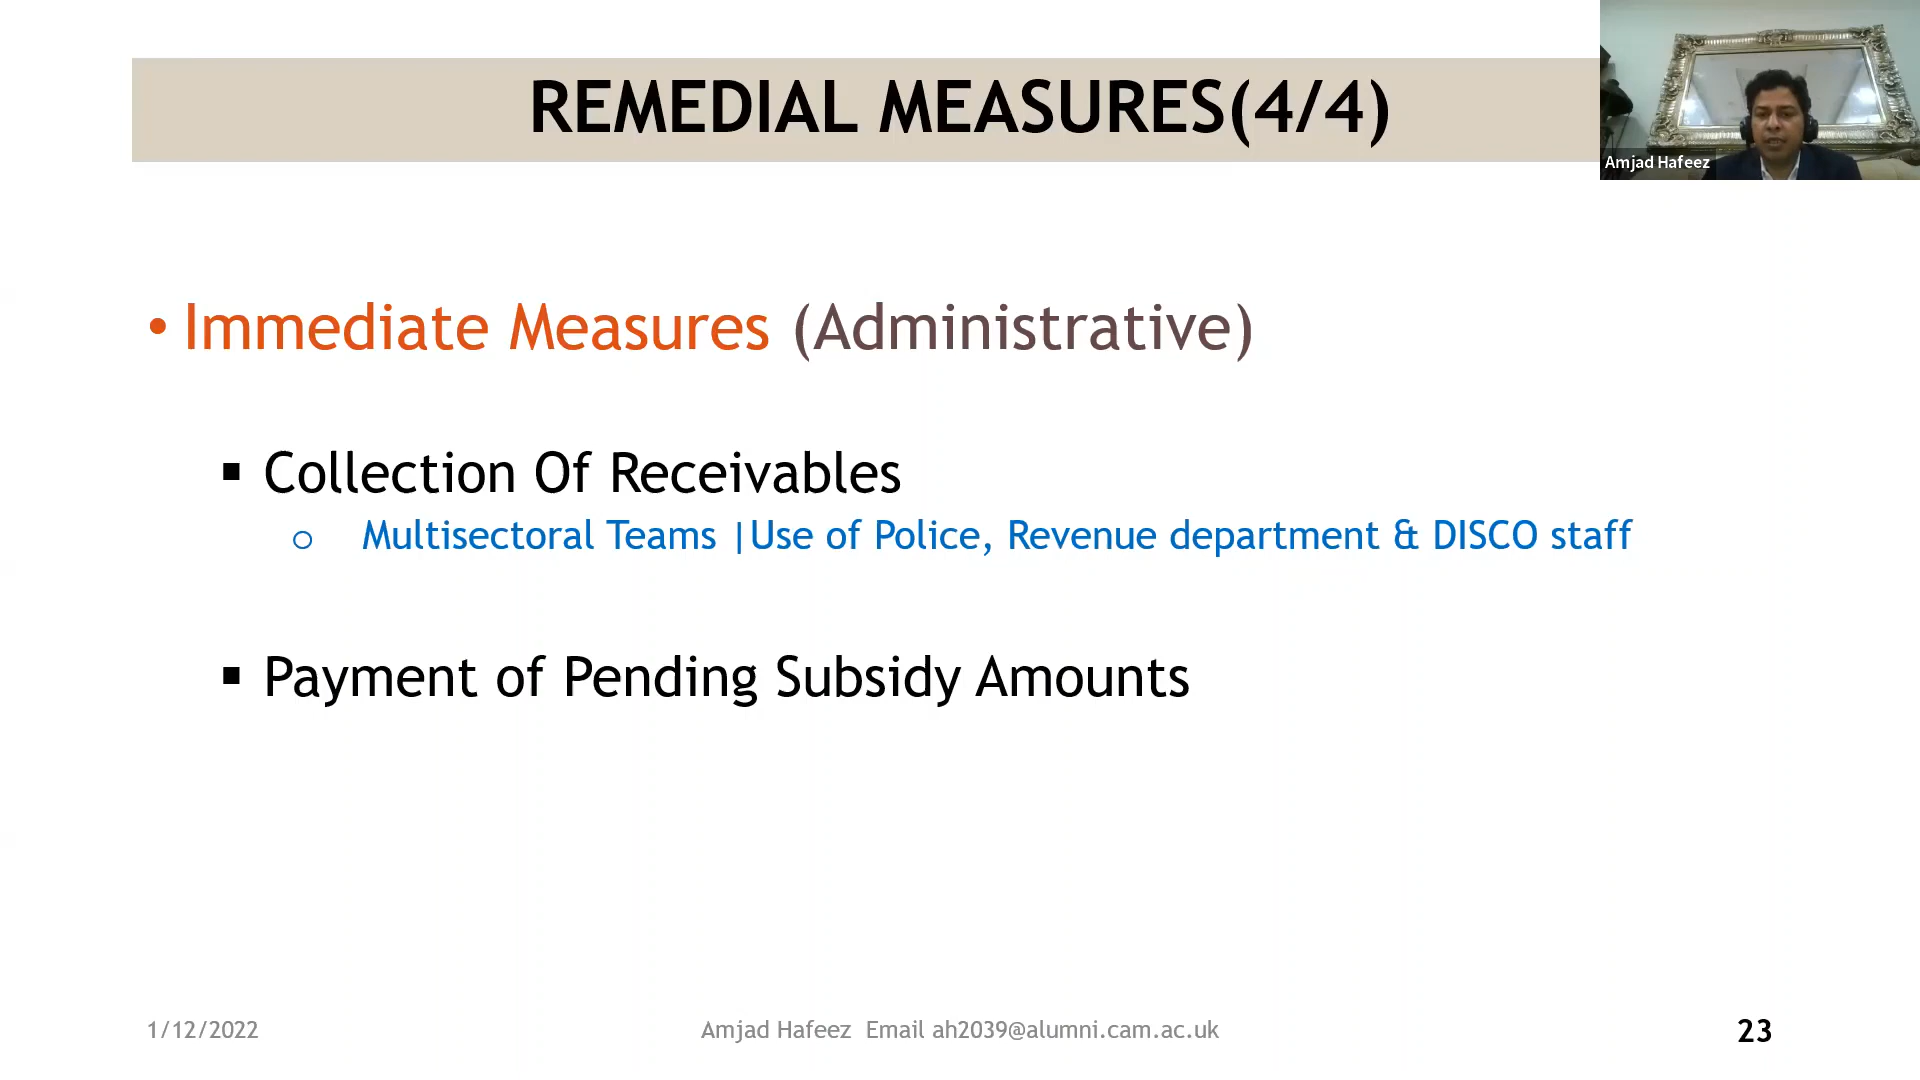 REMEDIAL MEASURES(4/4)
Amjad Hafeez
• Immediate Measures (Administrative)
▪ Collection Of Receivables
o Multisectoral Teams |Use of Police, Revenue department & DISCO staff
▪ Payment of Pending Subsidy Amounts
1/12/2022
Amjad Hafeez Email ah2039@alumni.cam.ac.uk
23